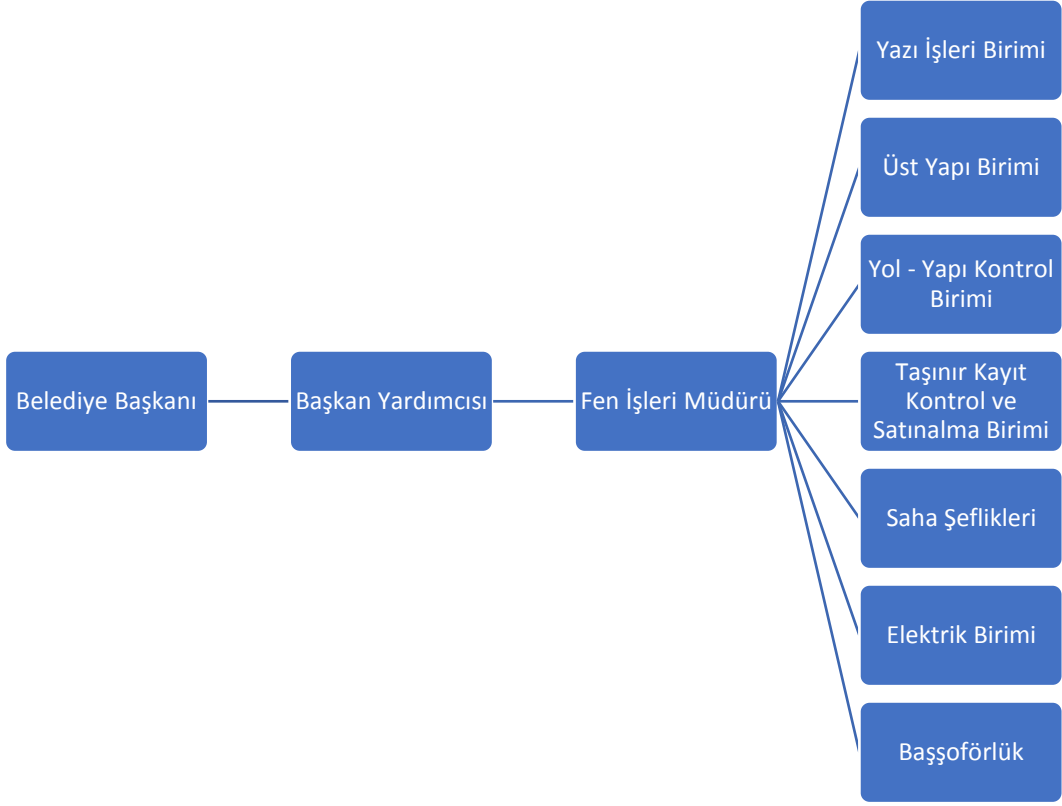 Belediye Başkanı
Başkan Yardımcısı
Fen İşleri Müdürü
Yazı İşleri Birimi
Üst Yapı Birimi
Yol - Yapı Kontrol
Birimi
Taşınır Kayıt
Kontrol ve
Satınalma Birimi
Saha Şeflikleri
Elektrik Birimi
Başşoförlük